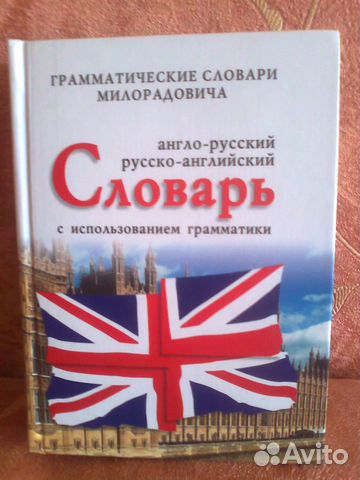 ГРАММАТИЧЕСКИЕ СЛОВАРИ
МИЛОРАДОВИЧА
англо-русский
русско-английский
Словарь
с использованием грамматики
Avito